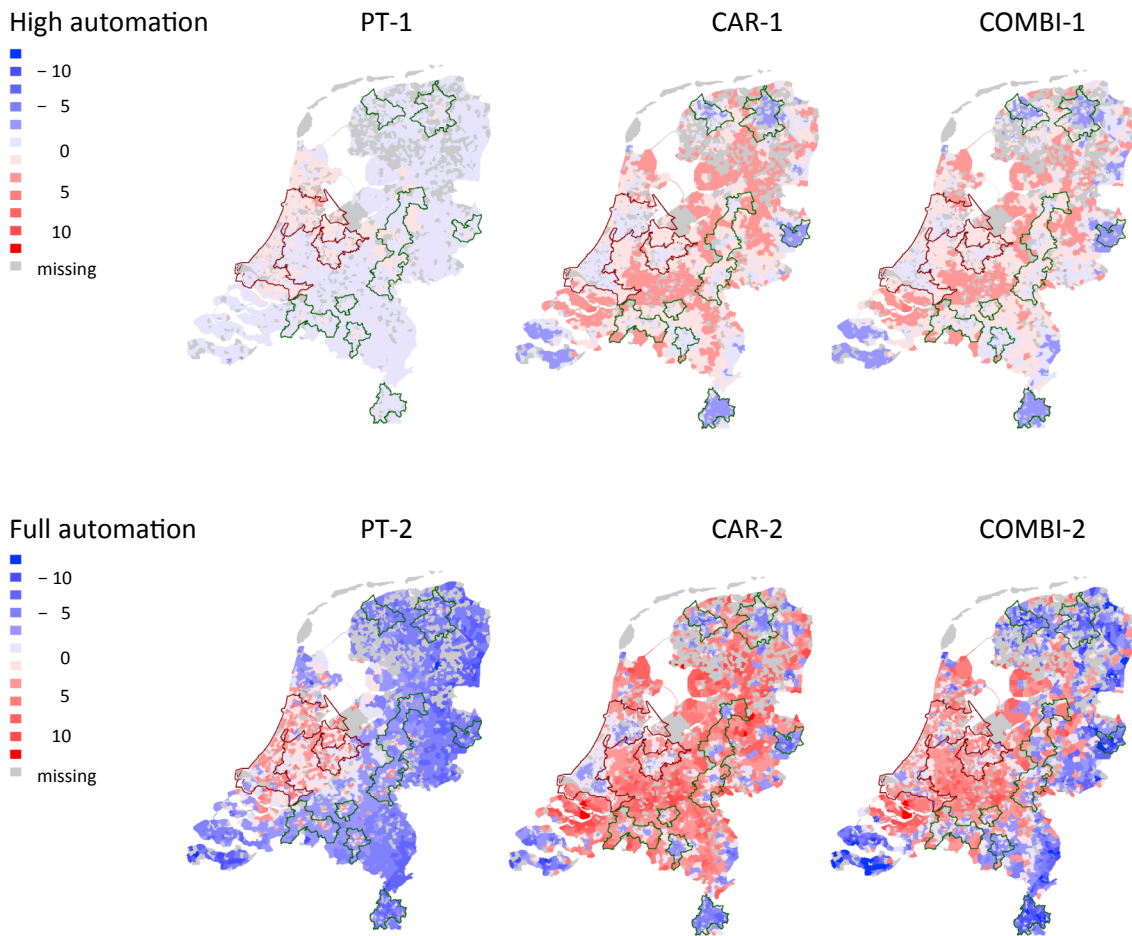 High automation PT-1 CAR-1 COMBI-1
– 10
– 5
0
5
10
missing
Full automation PT-2 CAR-2 COMBI-2
– 10
– 5
0
5
10
missing